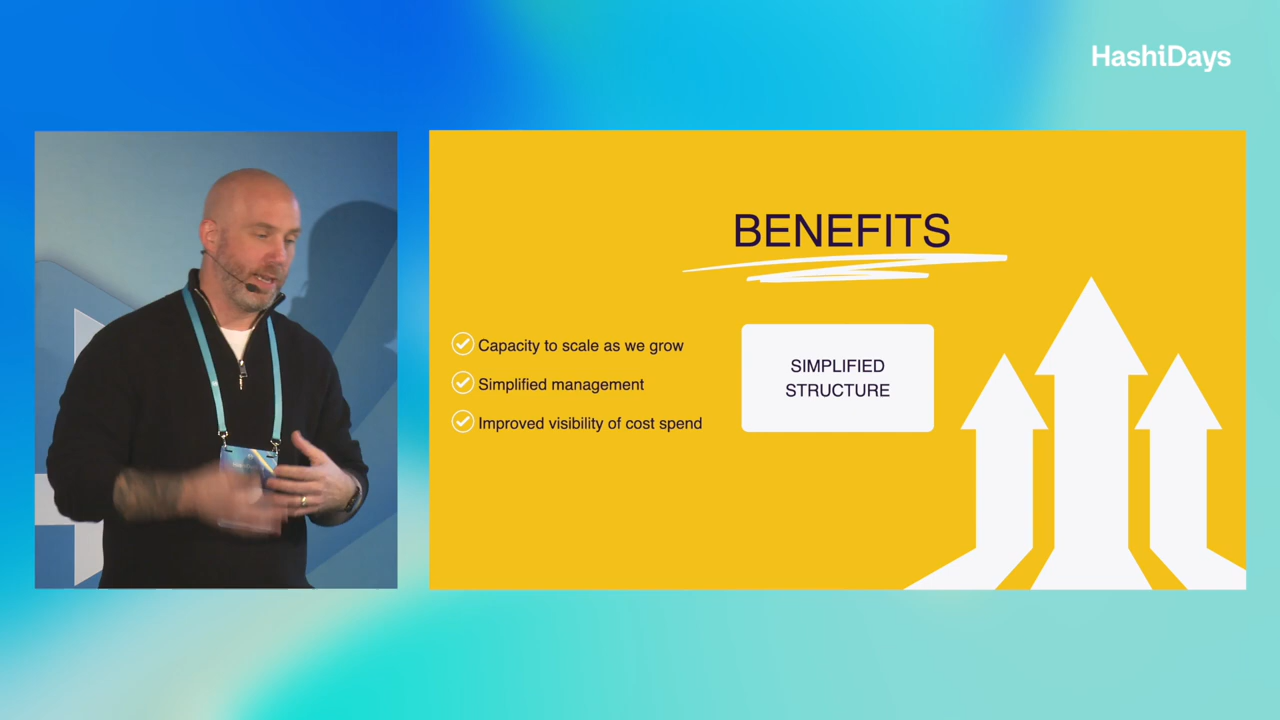 HashiDays
BENEFITS
Capacity to scale as we grow
Simplified management
Improved visibility of cost spend
SIMPLIFIED
STRUCTURE